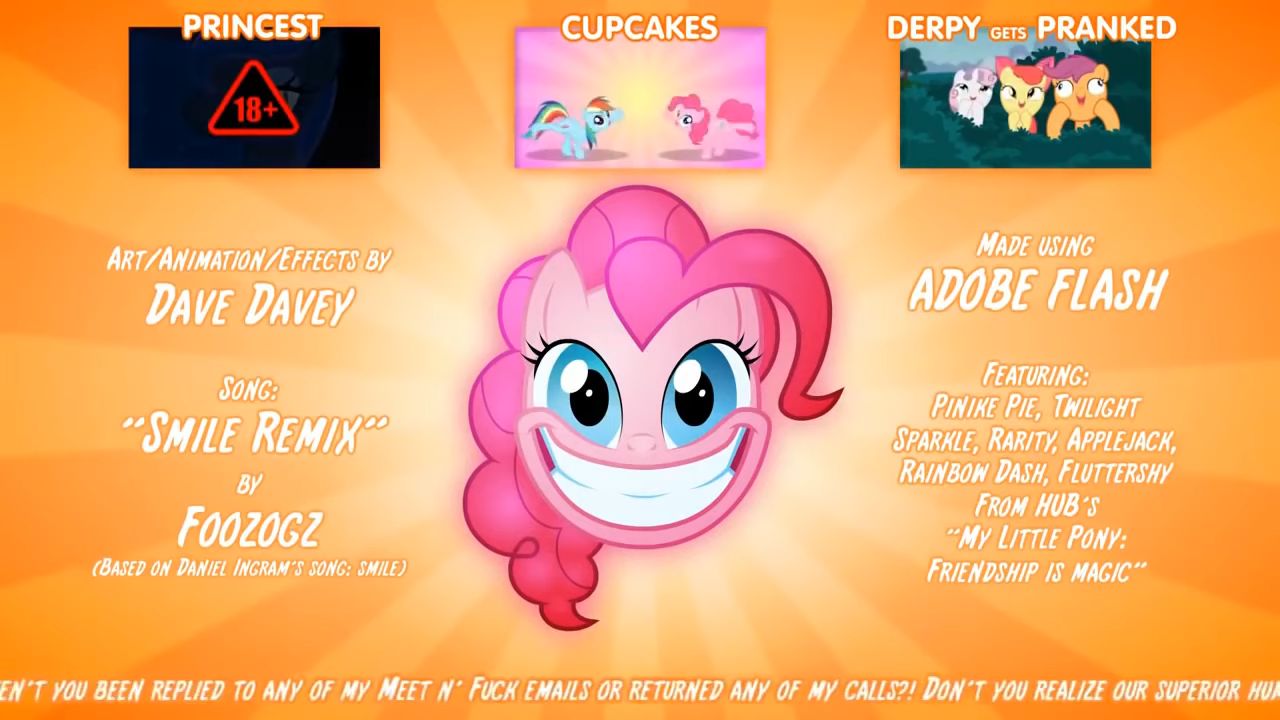 PRINCEST
CUPCAKES
DERPY GETS PRANKED
18+
ART/ANIMATION/EFFECTS BY
DAVE DAVEY
SONG:
"SMILE REMIX"
BY
FOOZOGZ
(BASED ON DANIEL INGRAM'S SONG: SMILE)
MADE USING
ADOBE FLASH
FEATURING:
PINIKE PIE, TWILIGHT
SPARKLE, RARITY, APPLEJACK,
RAINBOW DASH, FLUTTERSHY
FROM HUB'S
"MY LITTLE PONY:
FRIENDSHIP IS MAGIC"
EN'T YOU BEEN REPLIED TO ANY OF MY MEET N' FUCK EMAILS OR RETURNED ANY OF MY CALLS?! DON'T YOU REALIZE OUR SUPERIOR HUM